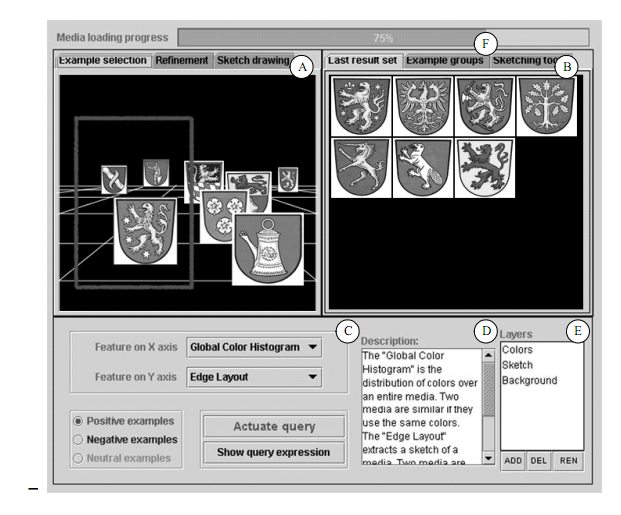 Media loading progress 75%
F
Example selection Refinement Sketch drawing A
Last result set Example groups Sketching too B
C
Feature on X axis Global Color Histogram
Feature on Y axis Edge Layout
Positive examples
Negative examples
Neutral examples
Actuate query
Show query expression
Description: D
The "Global Color
Histogram" is the
distribution of colors over
an entire media. Two
media are similar if they
use the same colors.
The "Edge Layout"
extracts a sketch of a
media. Two media are
Layers E
Colors
Sketch
Background
ADD DEL REN